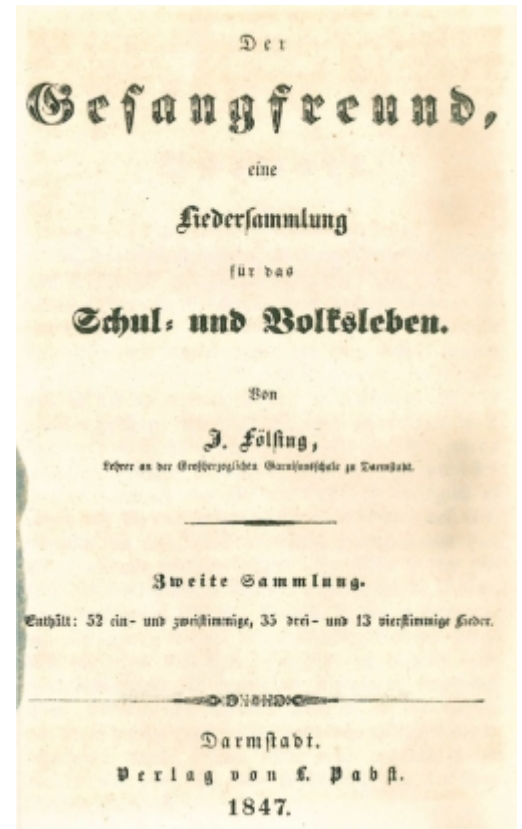 Der
Gesangfreund,
eine
Liedersammlung
für das
Schul- und Volksleben.
Von
J. Fölsing,
Lehrer an der Großherzoglichen Garnisonsschule zu Darmstadt.
Zweite Sammlung.
Enthält: 52 ein- und zweistimmige, 35 drei- und 13 vierstimmige Lieder.
Darmstadt.
Verlag von L. Pabst.
1847.